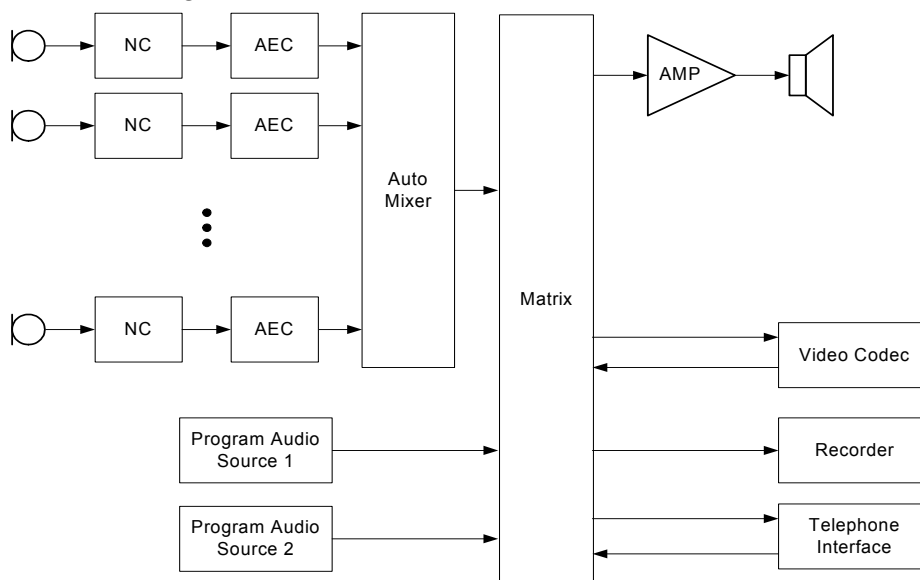 NC
AEC
AMP
NC
AEC
Auto
Mixer
Matrix
NC
AEC
Video Codec
Program Audio
Source 1
Recorder
Program Audio
Source 2
Telephone
Interface